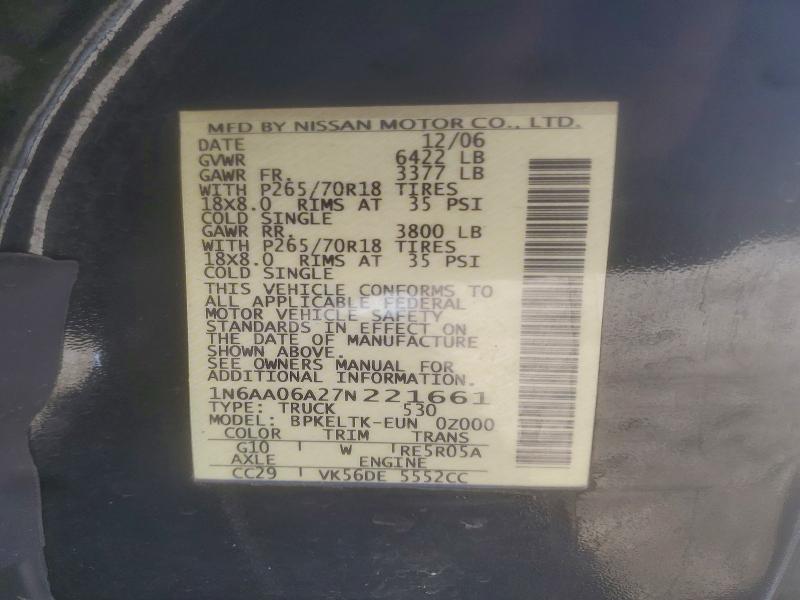 MFD BY NISSAN MOTOR CO., LTD.
DATE 12/06
GVWR 6422 LB
GAWR FR. 3377 LB
WITH P265/70R18 TIRES
18X8.0 RIMS AT 35 PSI
COLD SINGLE
GAWR RR. 3800 LB
WITH P265/70R18 TIRES
18X8.0 RIMS AT 35 PSI
COLD SINGLE
THIS VEHICLE CONFORMS TO
ALL APPLICABLE FEDERAL
MOTOR VEHICLE SAFETY
STANDARDS IN EFFECT ON
THE DATE OF MANUFACTURE
SHOWN ABOVE.
SEE OWNERS MANUAL FOR
ADDITIONAL INFORMATION.
1N6AA06A27N221661
TYPE: TRUCK 530
MODEL: BPKELTK-EUN 0Z000
COLOR TRIM TRANS
G10 W RE5R05A
AXLE ENGINE
CC29 VK56DE 5552CC